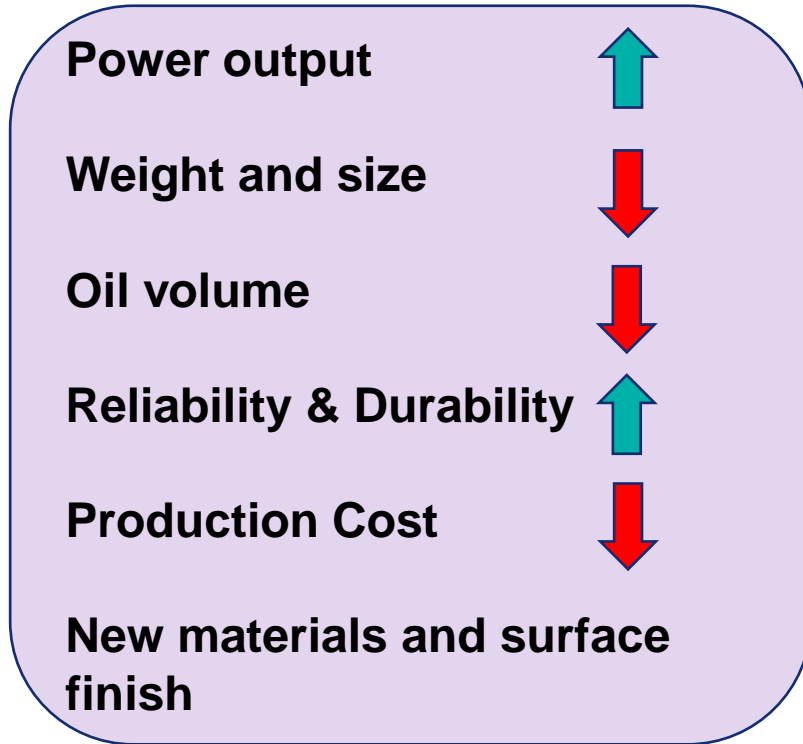 Power output
Weight and size
Oil volume
Reliability & Durability
Production Cost
New materials and surface
finish